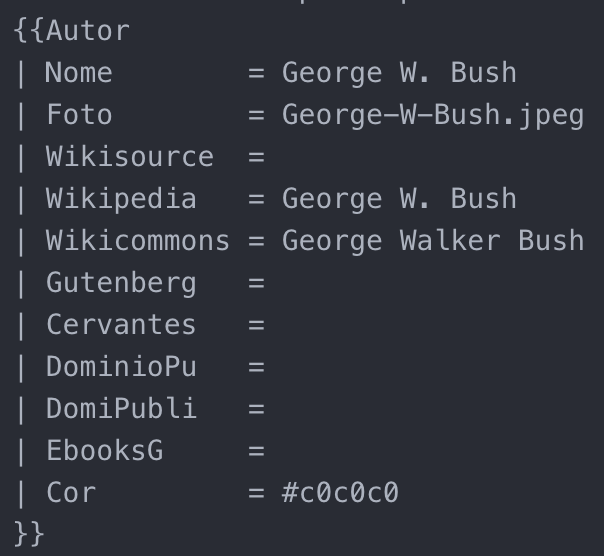 {{Autor
| Nome        = George W. Bush
| Foto        = George-W-Bush.jpeg
| Wikisource  =
| Wikipedia   = George W. Bush
| Wikicommons = George Walker Bush
| Gutenberg   =
| Cervantes   =
| DominioPu   =
| DomiPubli   =
| EbooksG     =
| Cor         = #c0c0c0
}}